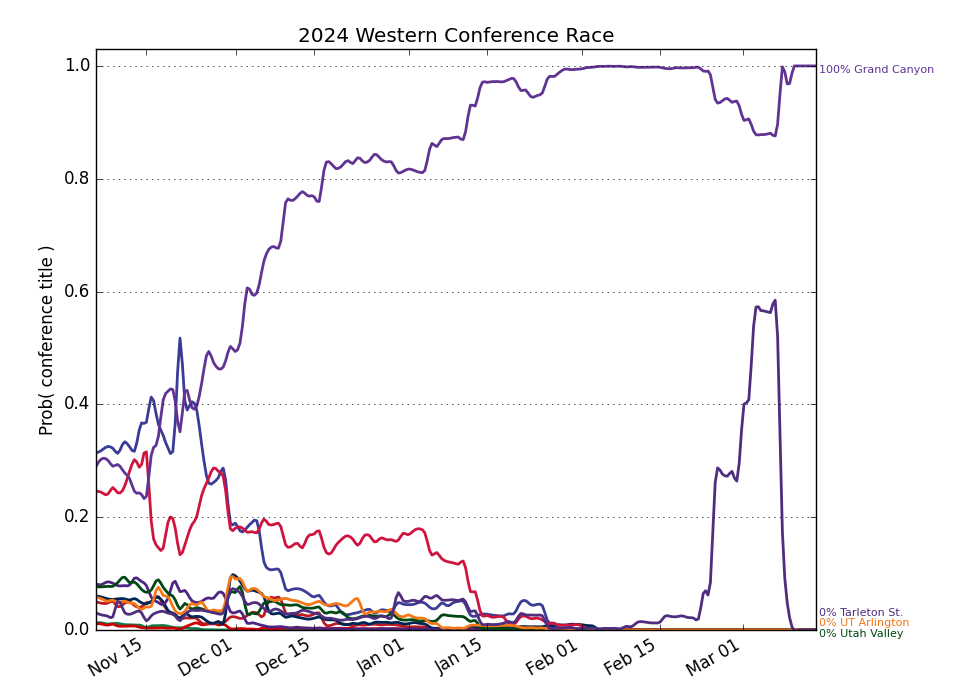 2024 Western Conference Race
Prob( conference title )
1.0
0.8
0.6
0.4
0.2
0.0
100% Grand Canyon
0% Tarleton St.
0% UT Arlington
0% Utah Valley
Nov 15
Dec 01
Dec 15
Jan 01
Jan 15
Feb 01
Feb 15
Mar 01